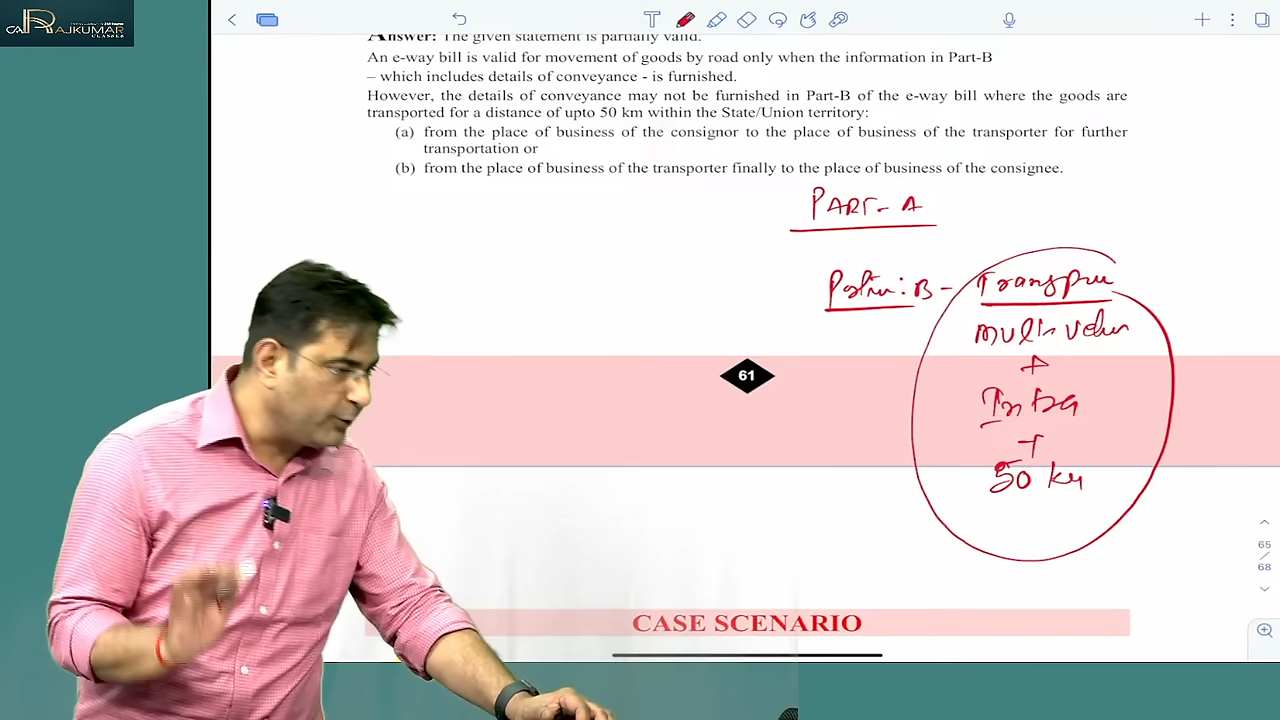 CA RAJKUMAR
CLASSES
Answer: The given statement is partially valid.
An e-way bill is valid for movement of goods by road only when the information in Part-B
– which includes details of conveyance - is furnished.
However, the details of conveyance may not be furnished in Part-B of the e-way bill where the goods are
transported for a distance of upto 50 km within the State/Union territory:
(a) from the place of business of the consignor to the place of business of the transporter for further
transportation or
(b) from the place of business of the transporter finally to the place of business of the consignee.
PART-A
B -
+
Intra
+
50 km
61
65
/
68
CASE SCENARIO